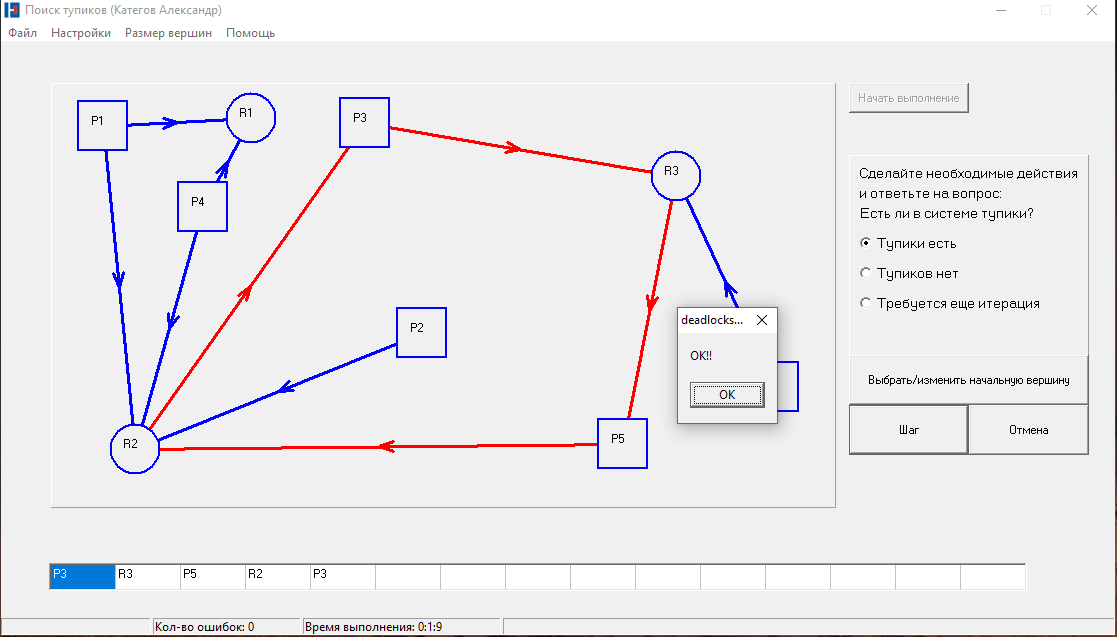 Поиск тупиков (Категов Александр)
Файл Настройки Размер вершин Помощь
P1
R1
P3
P4
R3
P2
R2
P5
deadlocks...
OK!!
OK
Начать выполнение
Сделайте необходимые действия
и ответьте на вопрос:
Есть ли в системе тупики?
Тупики есть
Тупиков нет
Требуется еще итерация
Выбрать/изменить начальную вершину
Шаг Отмена
P3 R3 P5 R2 P3
Кол-во ошибок: 0 Время выполнения: 0:1:9